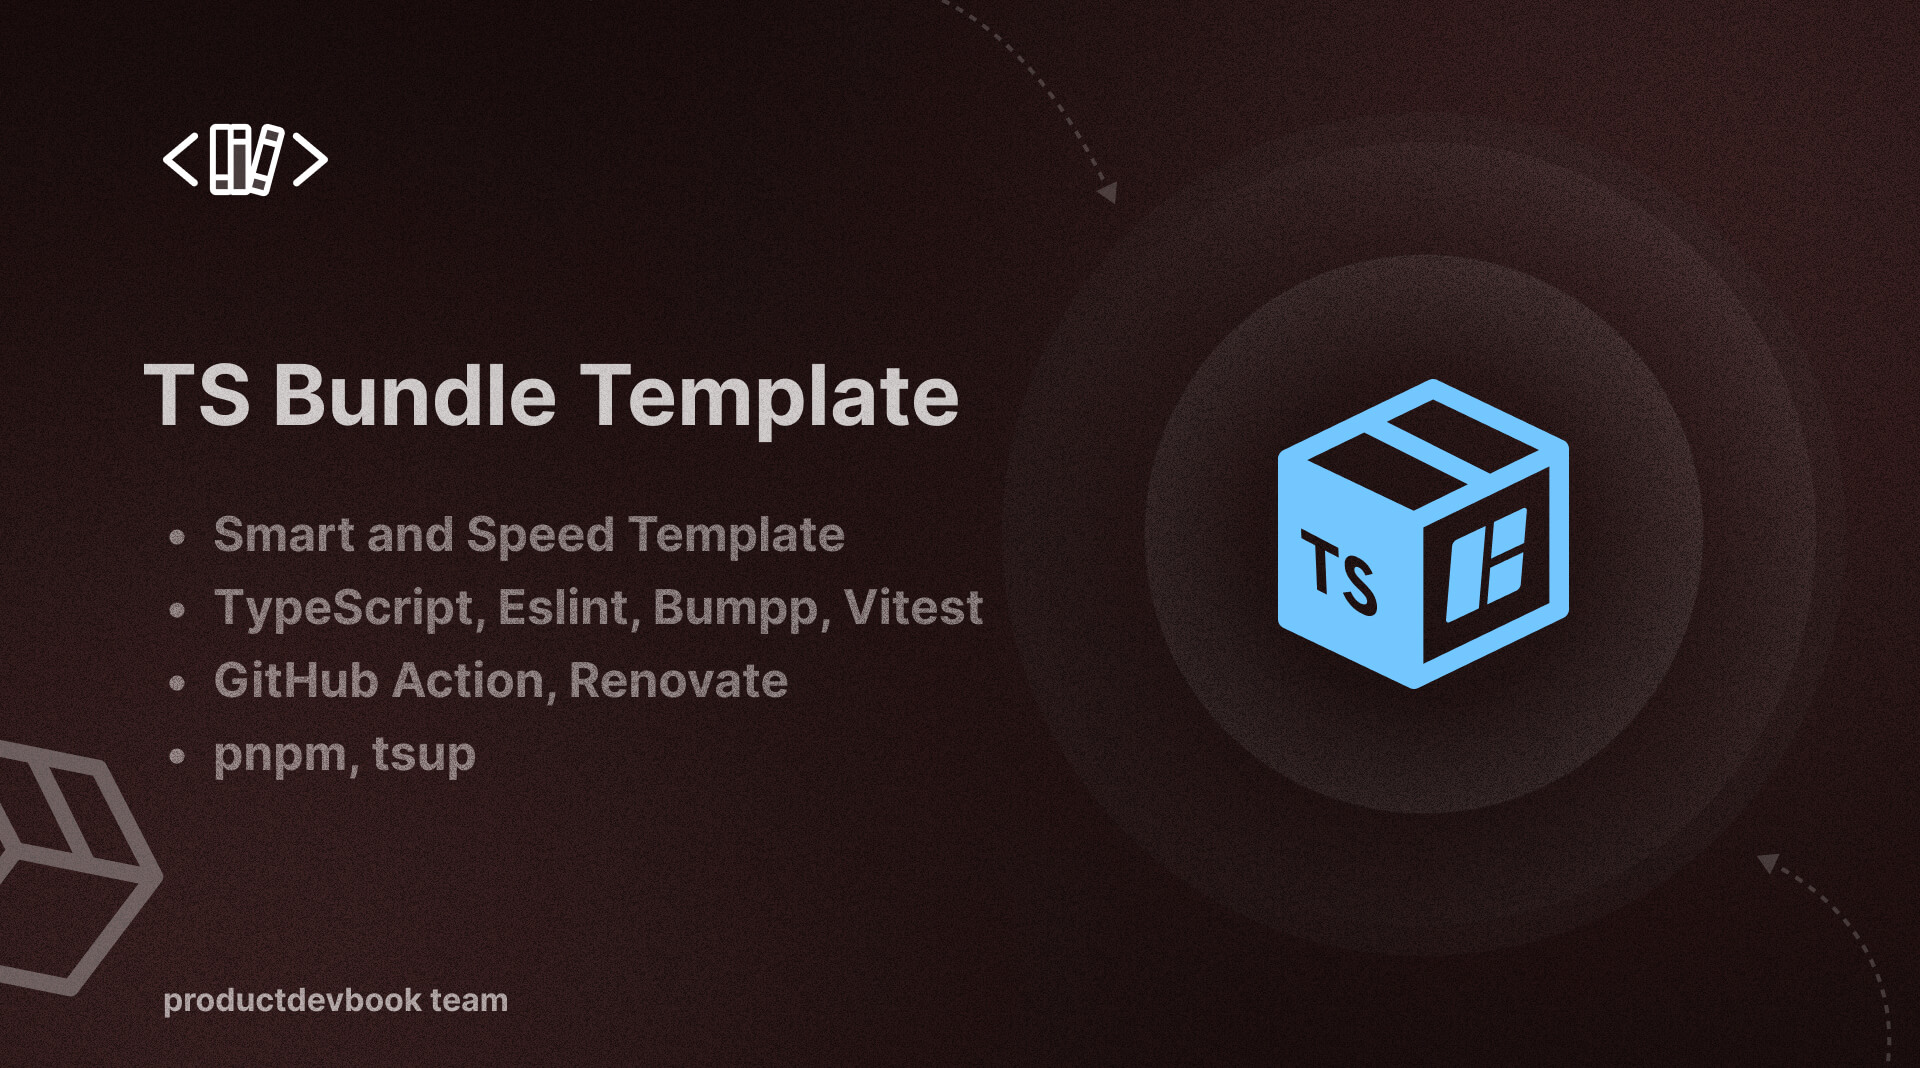 TS Bundle Template
• Smart and Speed Template
• TypeScript, Eslint, Bumpp, Vitest
• GitHub Action, Renovate
• pnpm, tsup
TS
productdevbook team